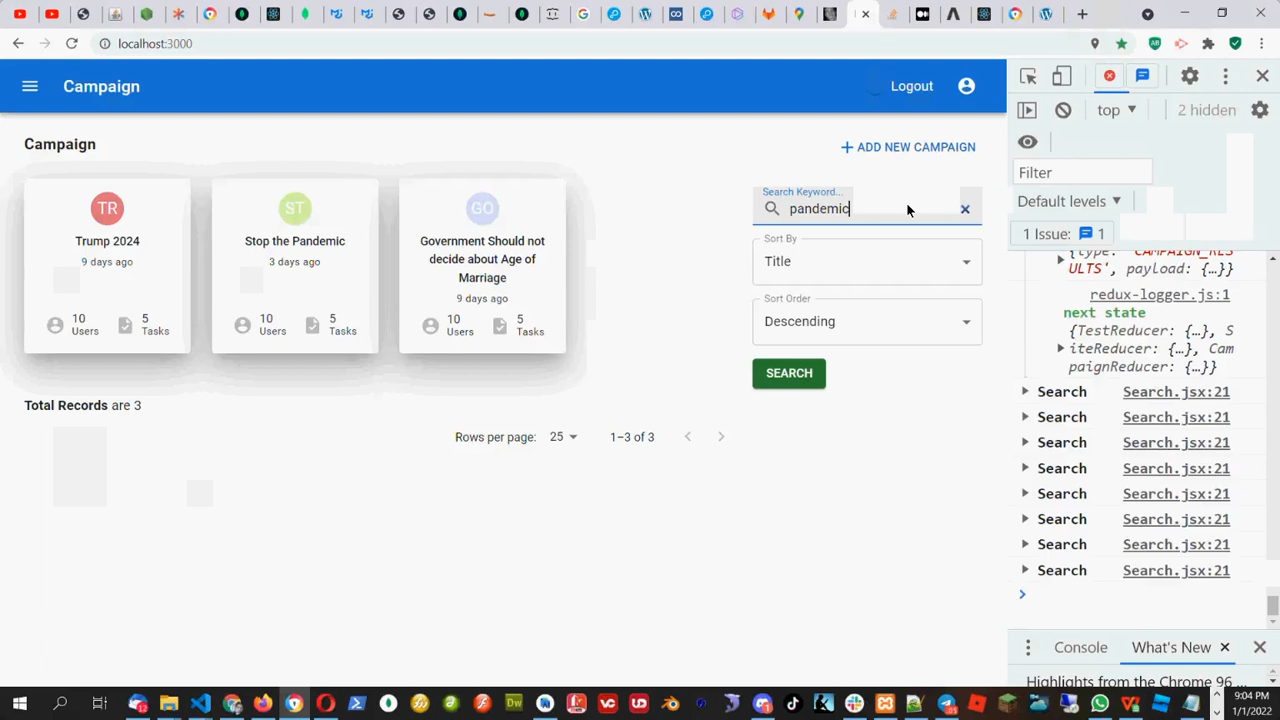 localhost:3000
Campaign
Logout
Campaign
ADD NEW CAMPAIGN
TR
Trump 2024
9 days ago
10
Users
5
Tasks
ST
Stop the Pandemic
3 days ago
10
Users
5
Tasks
GO
Government Should not
decide about Age of
Marriage
9 days ago
10
Users
5
Tasks
Search Keyword...
pandemic
Sort By
Title
Sort Order
Descending
SEARCH
Total Records are 3
Rows per page: 25
1–3 of 3
top
2 hidden
Filter
Default levels
1 Issue: 1
{type: 'CAMPAIGN_RES
ULTS', payload: {…}}
redux-logger.js:1
next state
{TestReducer: {…}, S
iteReducer: {…}, Cam
paignReducer: {…}}
Search Search.jsx:21
Search Search.jsx:21
Search Search.jsx:21
Search Search.jsx:21
Search Search.jsx:21
Search Search.jsx:21
Search Search.jsx:21
Search Search.jsx:21
Console
What's New
Highlights from the Chrome 96
9:04 PM
1/1/2022